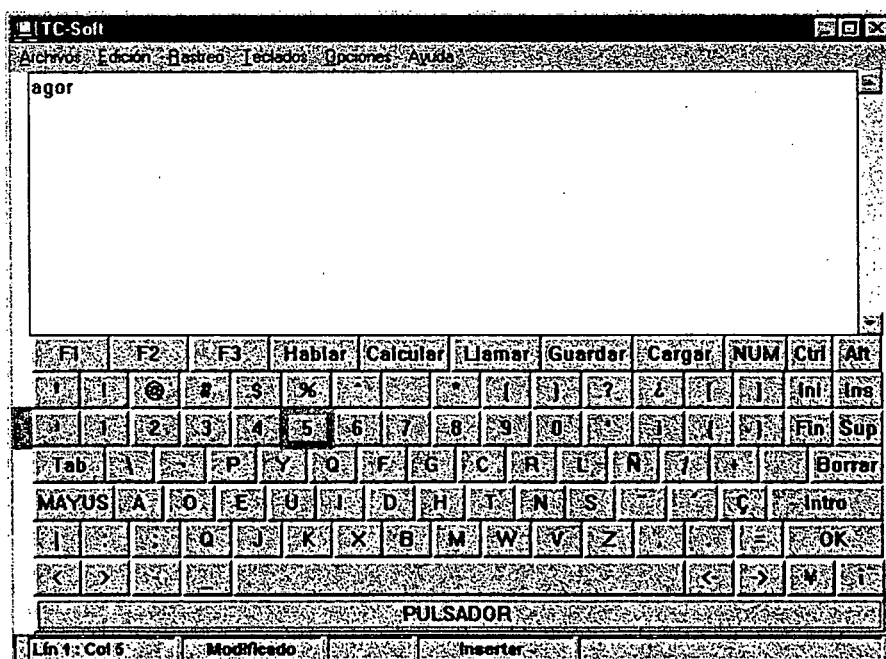 TC-Soft
Archivos Edición Rastreo Teclados Opciones Ayuda
agor
F1 F2 F3 Hablar Calcular Llamar Guardar Cargar NUM Ctrl Alt
! @ # $ % * ( ) ? ¿ [ ] Ini Ins
1 2 3 4 5 6 7 8 9 0 Fin Sup
Tab \ P Y Q F G C R L Ñ / + Borrar
MAYUS A O E U I D H T N S Ç Intro
Q J K X B M W V Z = OK
< > _ < -> ¥
PULSADOR
Lín 1 : Col 5 Modificado Insertar